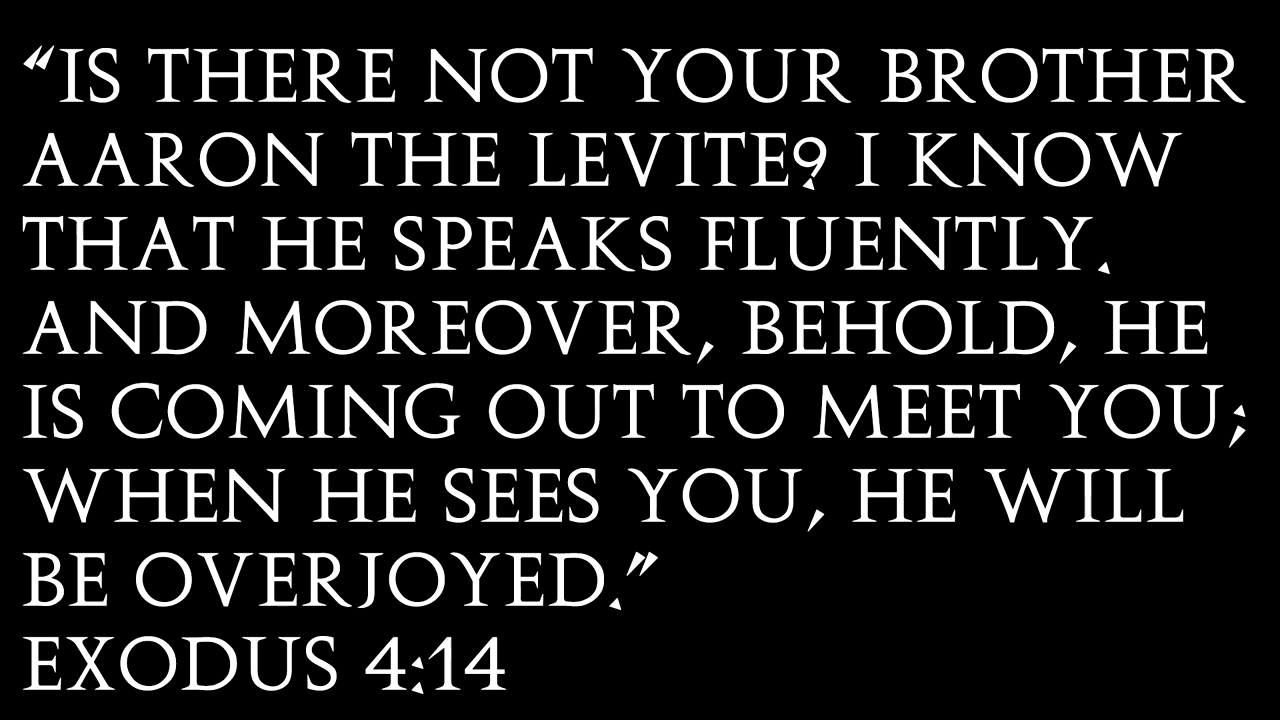 “IS THERE NOT YOUR BROTHER
AARON THE LEVITE? I KNOW
THAT HE SPEAKS FLUENTLY.
AND MOREOVER, BEHOLD, HE
IS COMING OUT TO MEET YOU;
WHEN HE SEES YOU, HE WILL
BE OVERJOYED.”
EXODUS 4:14